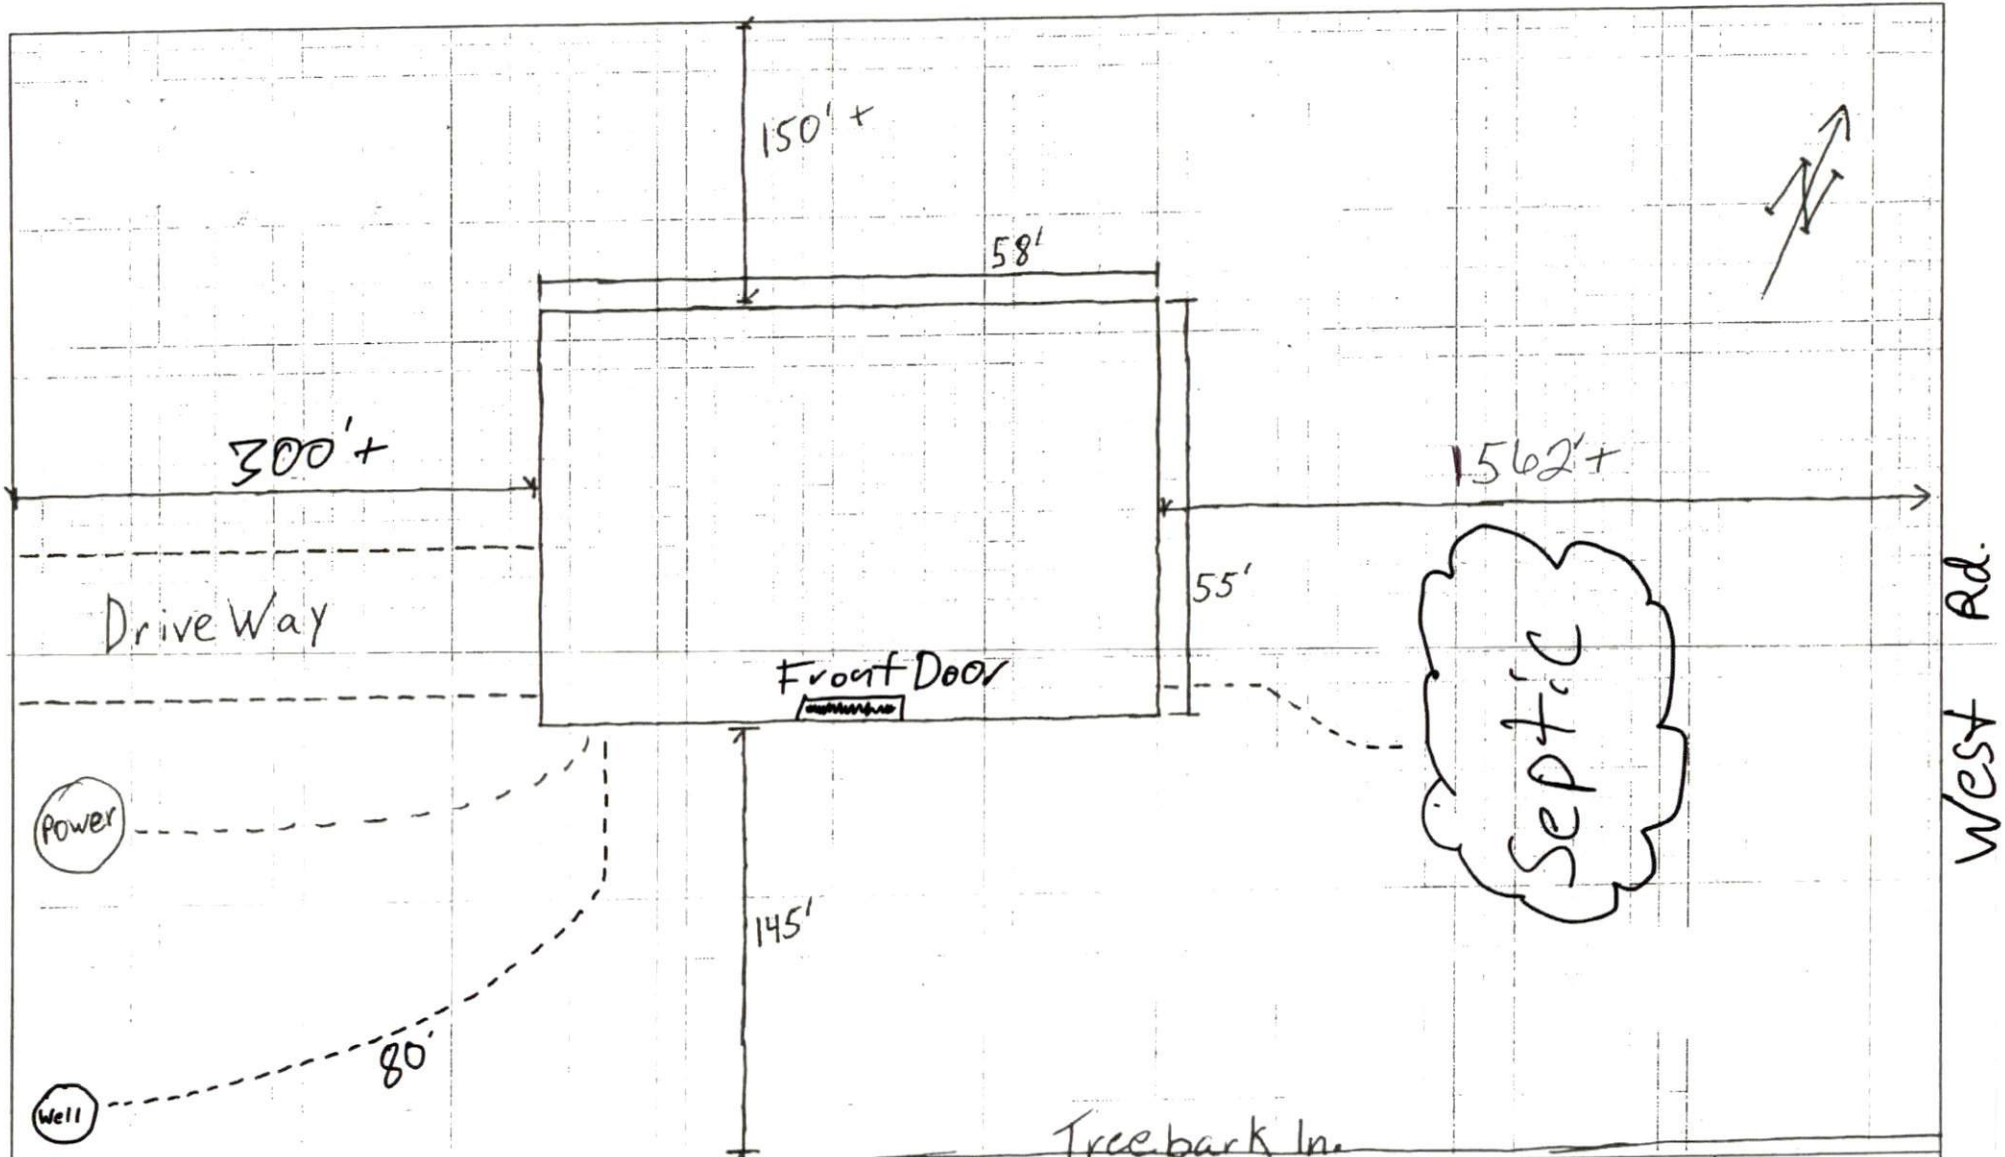 150' +
N
58'
300'+
1562'+
55'
Drive Way
Front Door
Septic
West Rd.
Power
145'
80'
Well
Treebark ln.